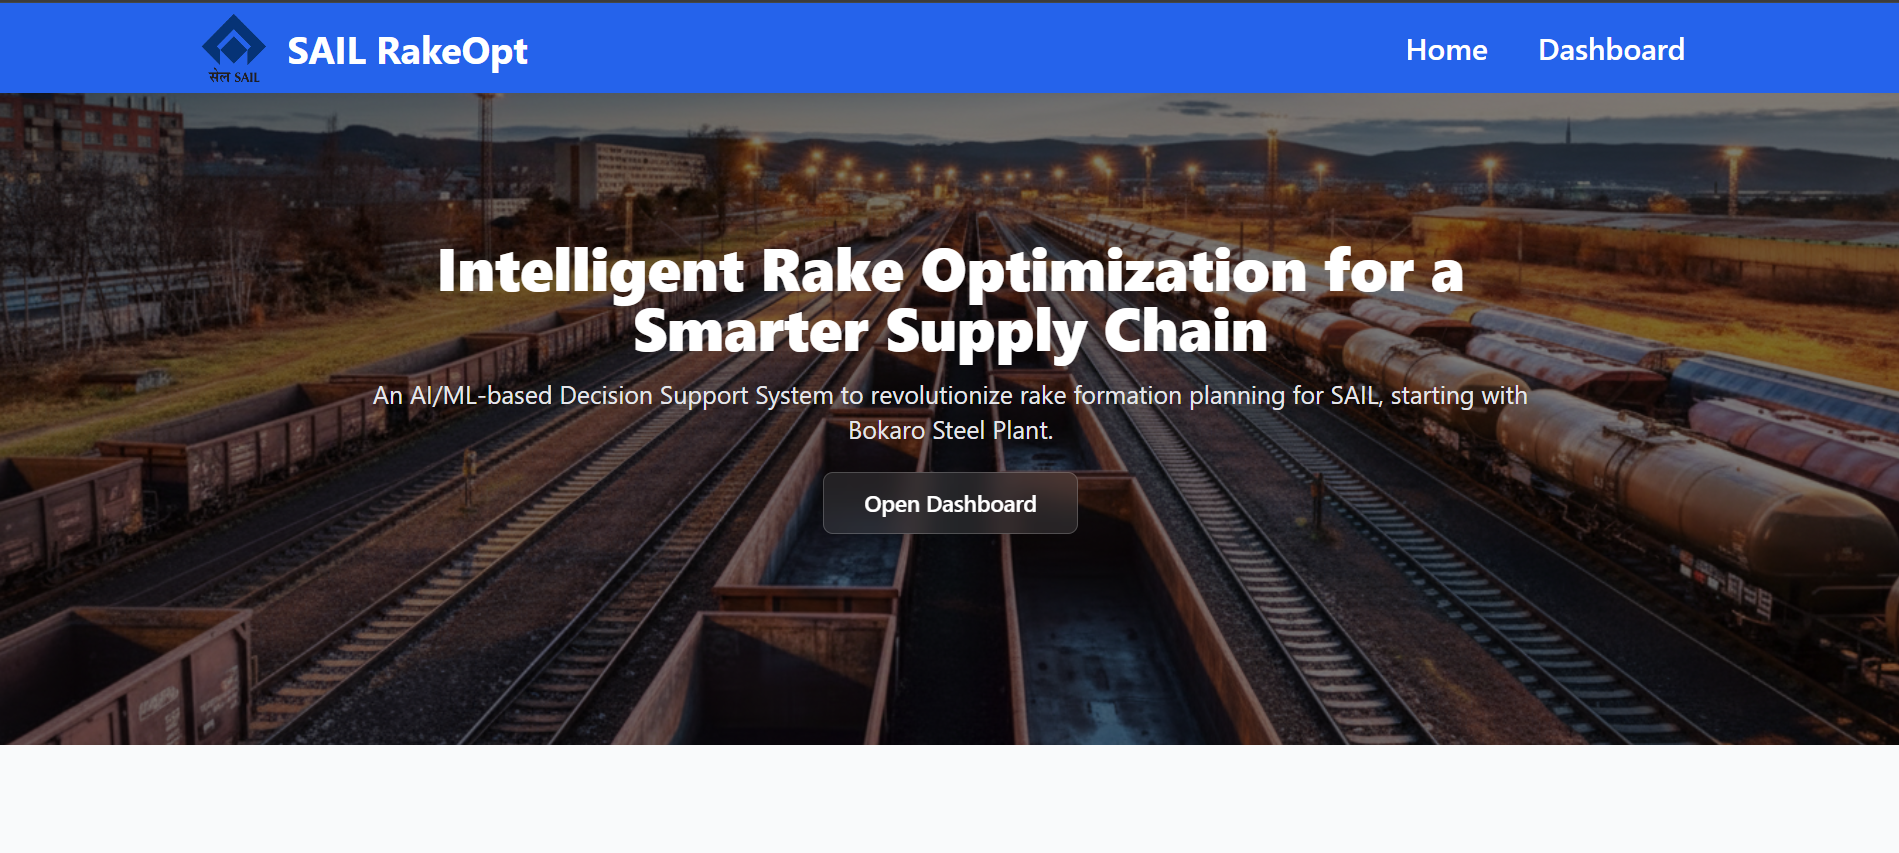 सेल SAIL
SAIL RakeOpt
Home
Dashboard
Intelligent Rake Optimization for a
Smarter Supply Chain
An AI/ML-based Decision Support System to revolutionize rake formation planning for SAIL, starting with
Bokaro Steel Plant.
Open Dashboard